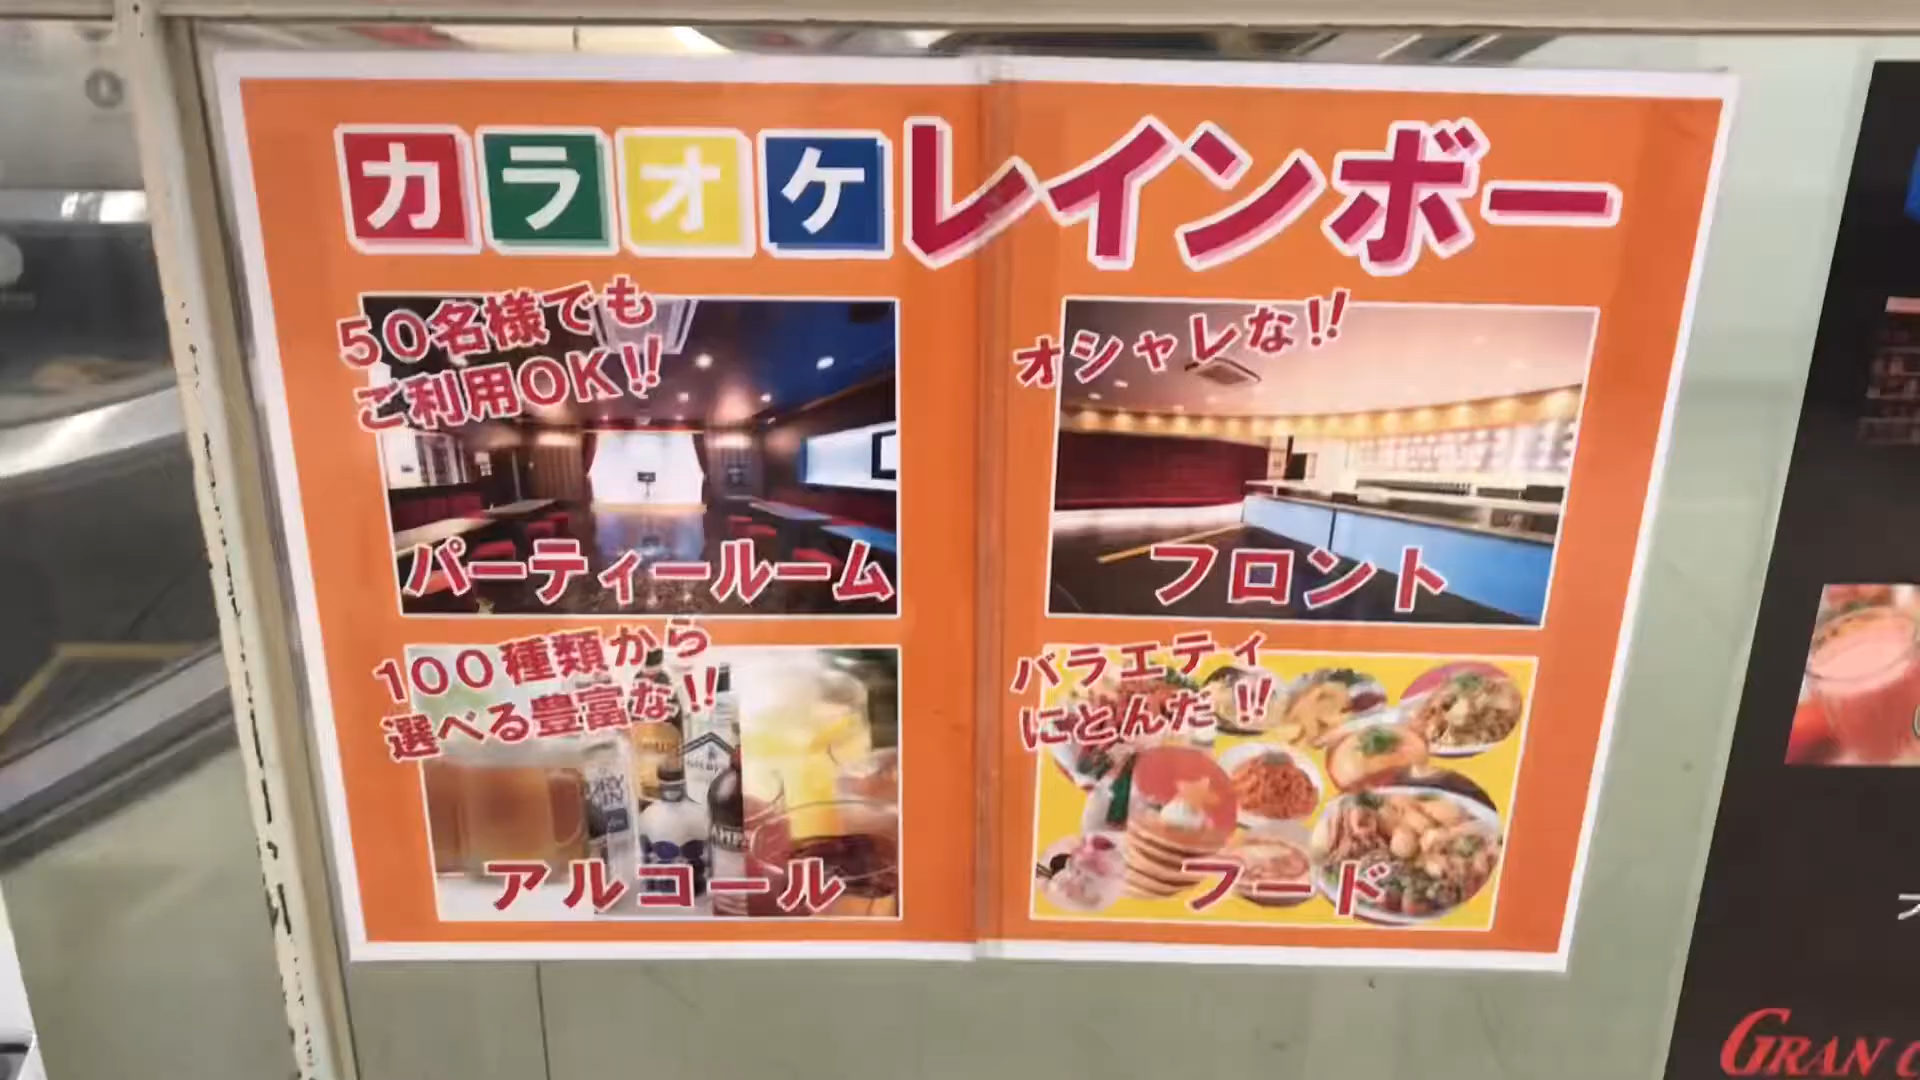 カラオケレインボー
50名様でも
ご利用OK!!
パーティールーム
オシャレな!!
フロント
100種類から
選べる豊富な!!
アルコール
バラエティ
にとんだ!!
フード
GRAN